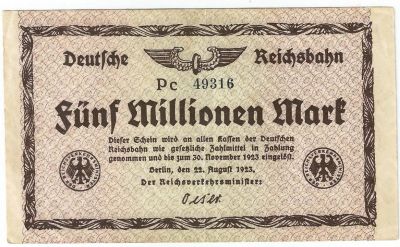 Deutsche Reichsbahn
Pc 49316
Fünf Millionen Mark
Dieser Schein wird an allen Kassen der Deutschen
Reichsbahn wie gesetzliche Zahlmittel in Zahlung
genommen und bis zum 30. November 1923 eingelöst.
Berlin, den 22. August 1923.
Der Reichsverkehrsminister:
Oeser